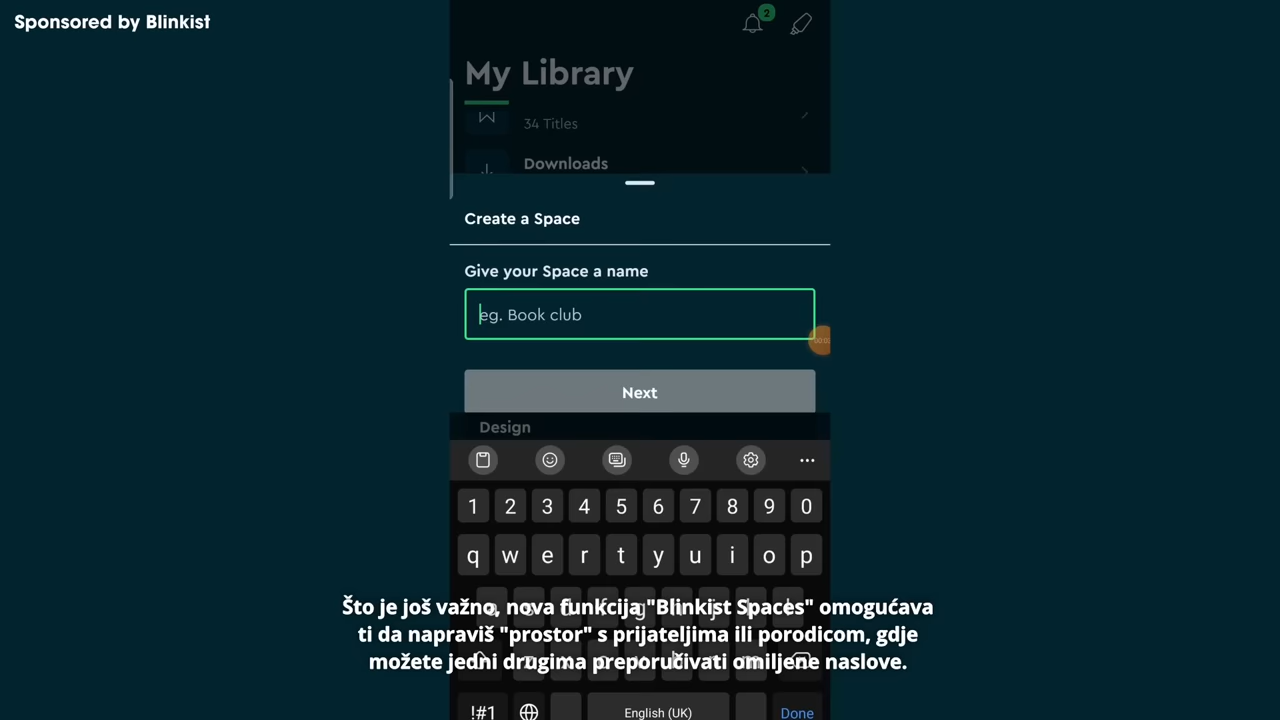 Sponsored by Blinkist
2
My Library
34 Titles
Downloads
Create a Space
Give your Space a name
eg. Book club
Next
Design
1 2 3 4 5 6 7 8 9 0
q w e r t y u i o p
Što je još važno, nova funkcija "Blinkist Spaces" omogućava
ti da napraviš "prostor" s prijateljima ili porodicom, gdje
možete jedni drugima preporučivati omiljene naslove.
!#1 English (UK) Done